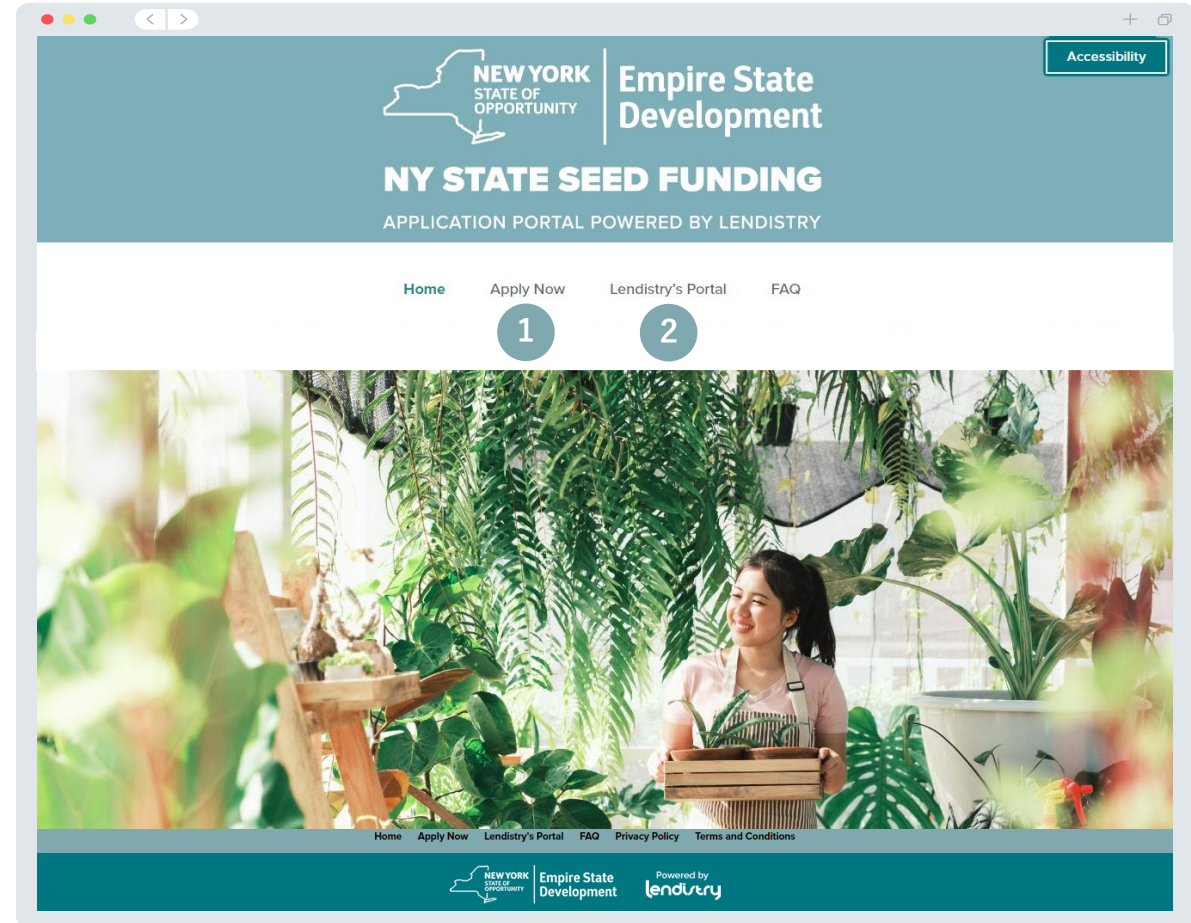 Accessibility
NEW YORK
STATE OF
OPPORTUNITY
Empire State
Development
NY STATE SEED FUNDING
APPLICATION PORTAL POWERED BY LENDISTRY
Home Apply Now Lendistry's Portal FAQ
1 2
Home Apply Now Lendistry's Portal FAQ Privacy Policy Terms and Conditions
NEW YORK
STATE OF
OPPORTUNITY
Empire State
Development
Powered by
lendistry